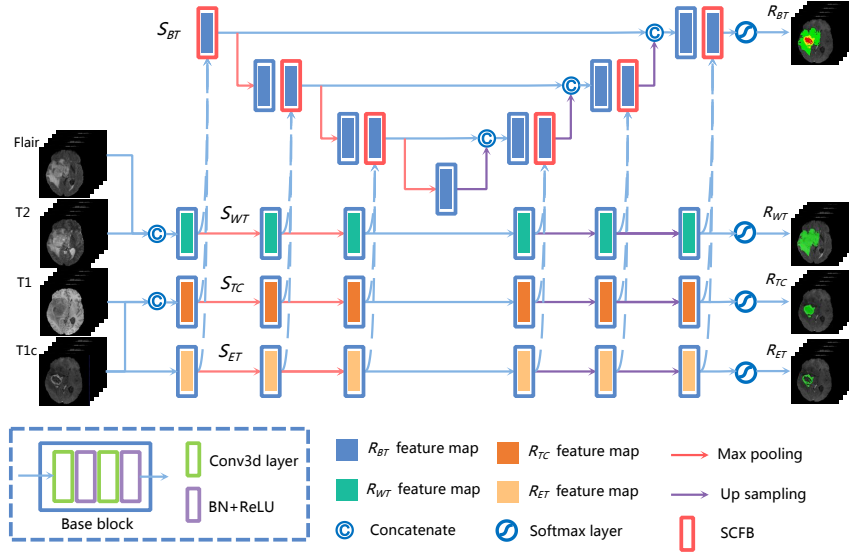 S_BT
R_BT
Flair
T2
S_WT
R_WT
T1
S_TC
R_TC
T1c
S_ET
R_ET
C
C
C
C
C
Conv3d layer
BN+ReLU
Base block
R_BT feature map
R_TC feature map
Max pooling
R_WT feature map
R_ET feature map
Up sampling
C Concatenate
Softmax layer
SCFB